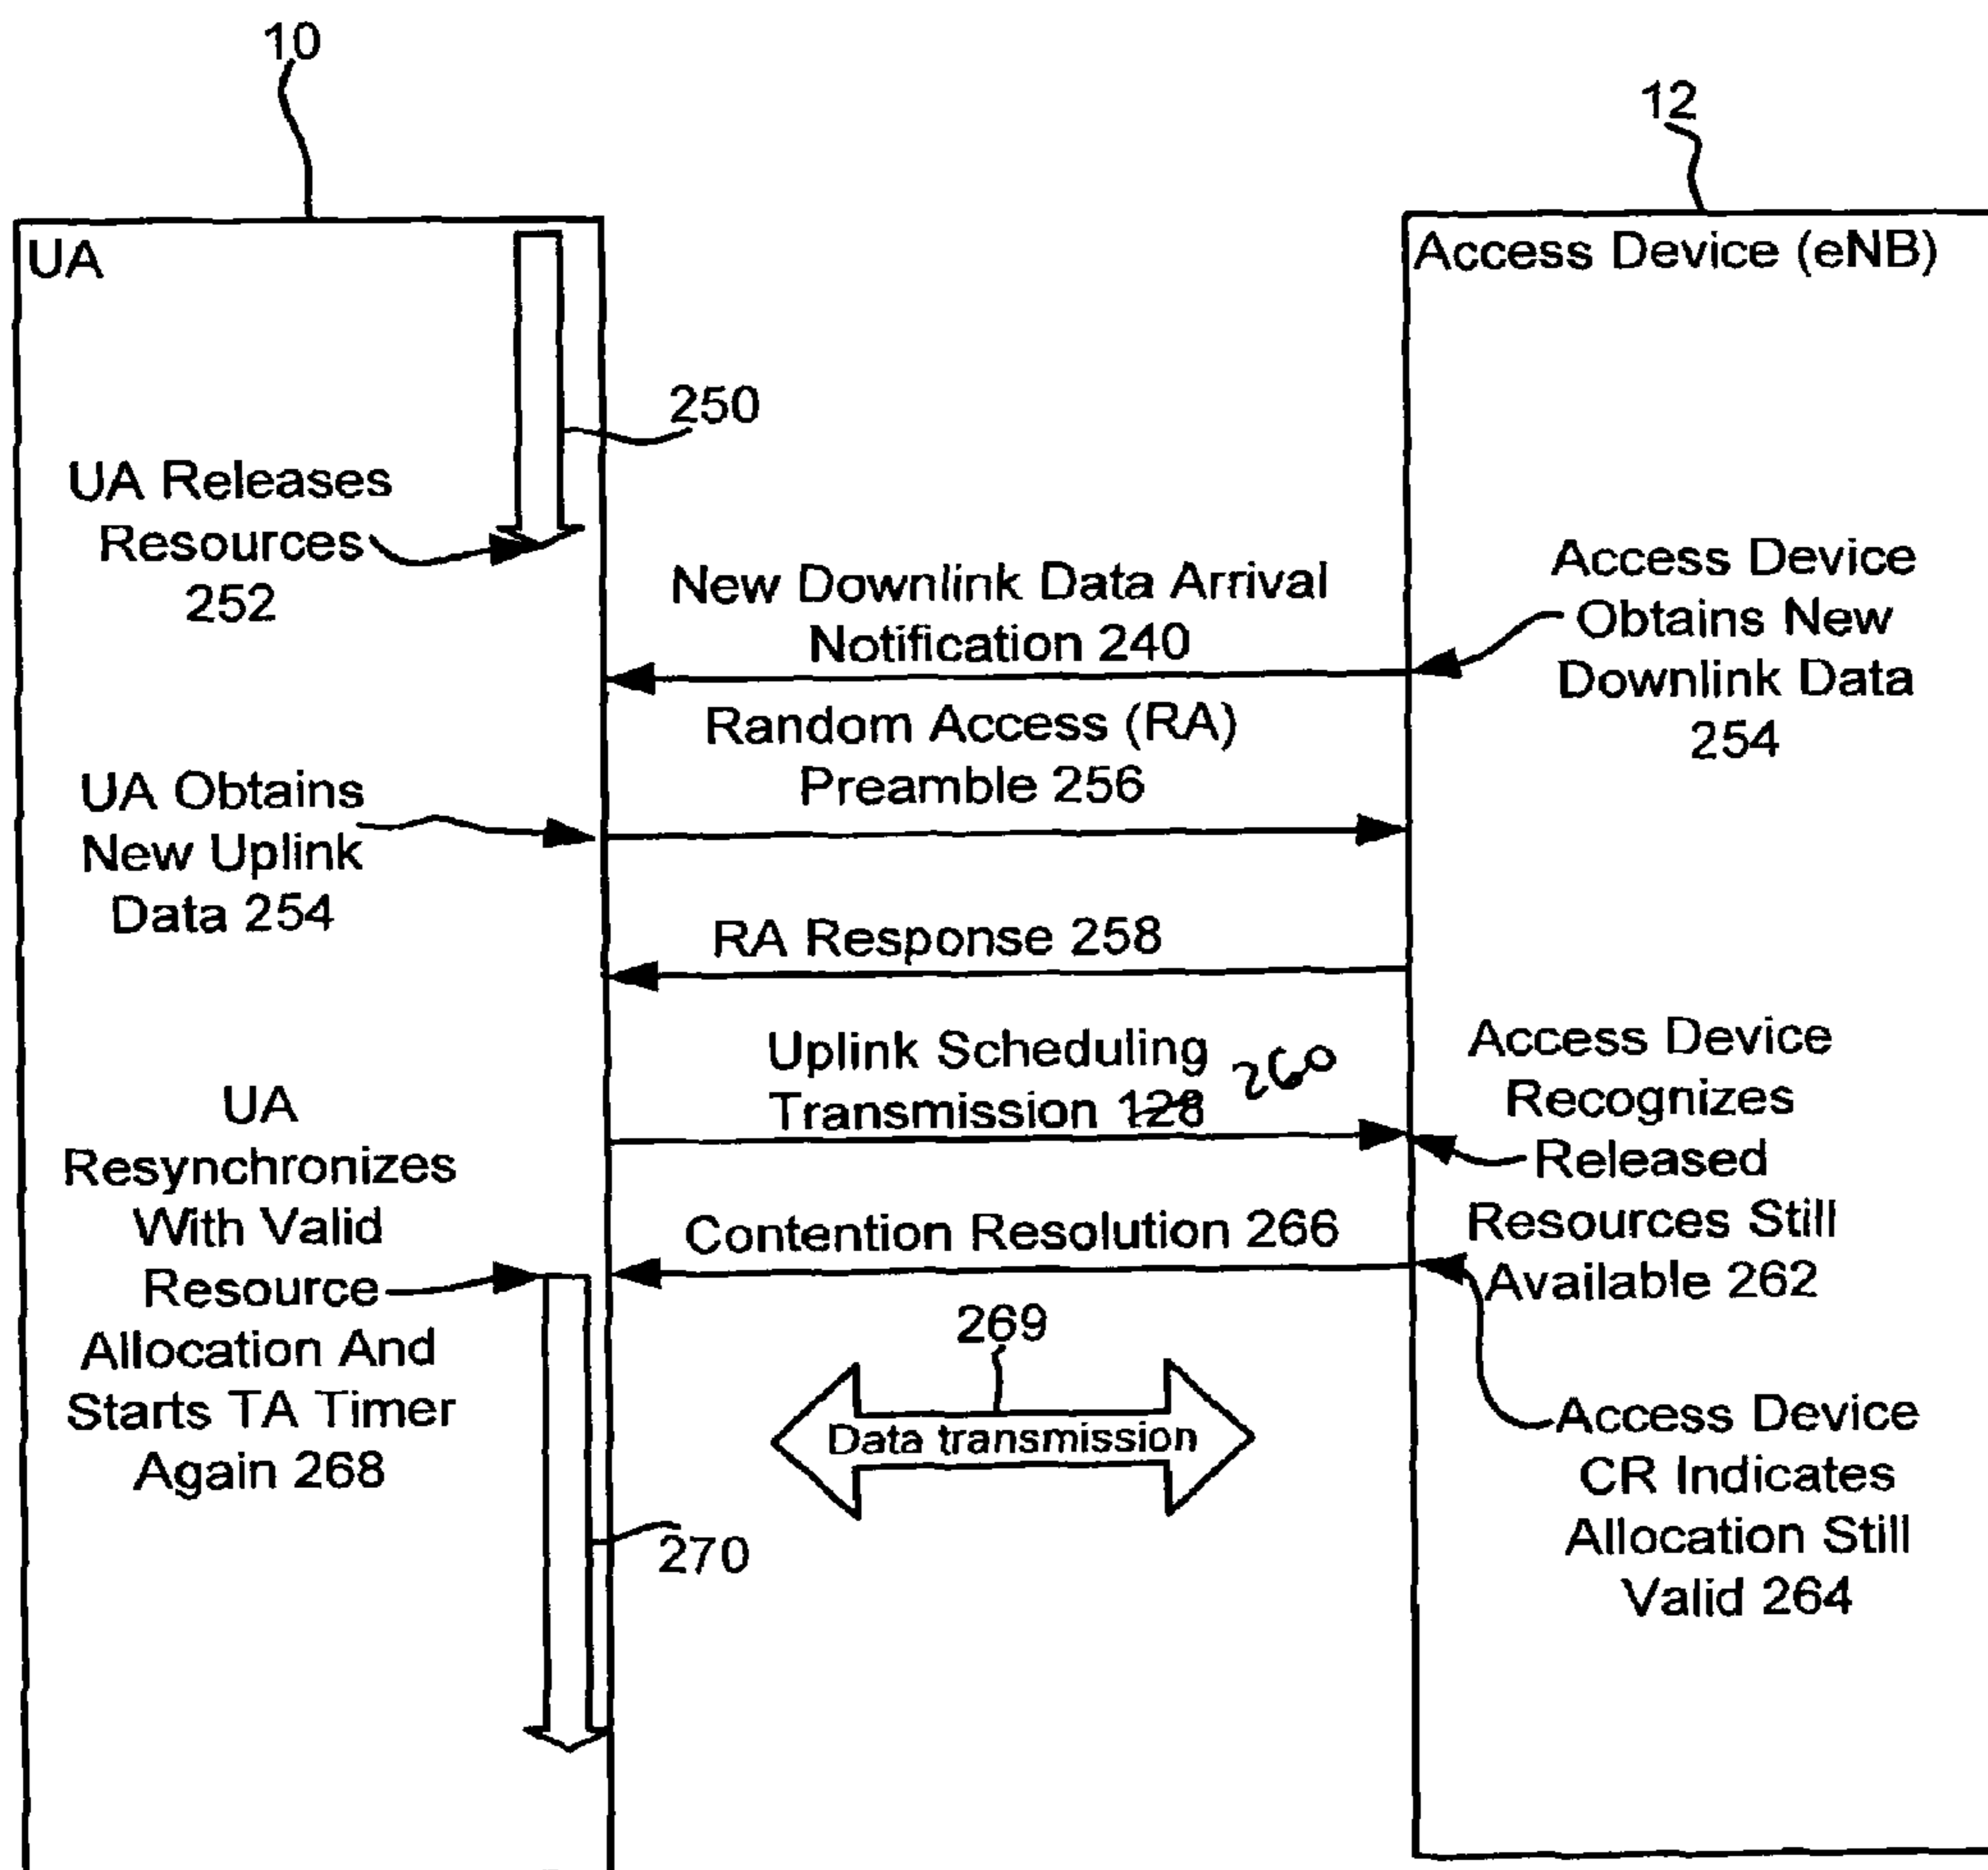 10
12
UA
Access Device (eNB)
250
UA Releases
Resources
252
New Downlink Data Arrival
Notification 240
Access Device
Obtains New
Downlink Data
254
Random Access (RA)
Preamble 256
UA Obtains
New Uplink
Data 254
RA Response 258
Uplink Scheduling
Transmission 128 260
Access Device
Recognizes
Released
Resources Still
Available 262
UA
Resynchronizes
With Valid
Resource
Allocation And
Starts TA Timer
Again 268
Contention Resolution 266
269
Data transmission
Access Device
CR Indicates
Allocation Still
Valid 264
270